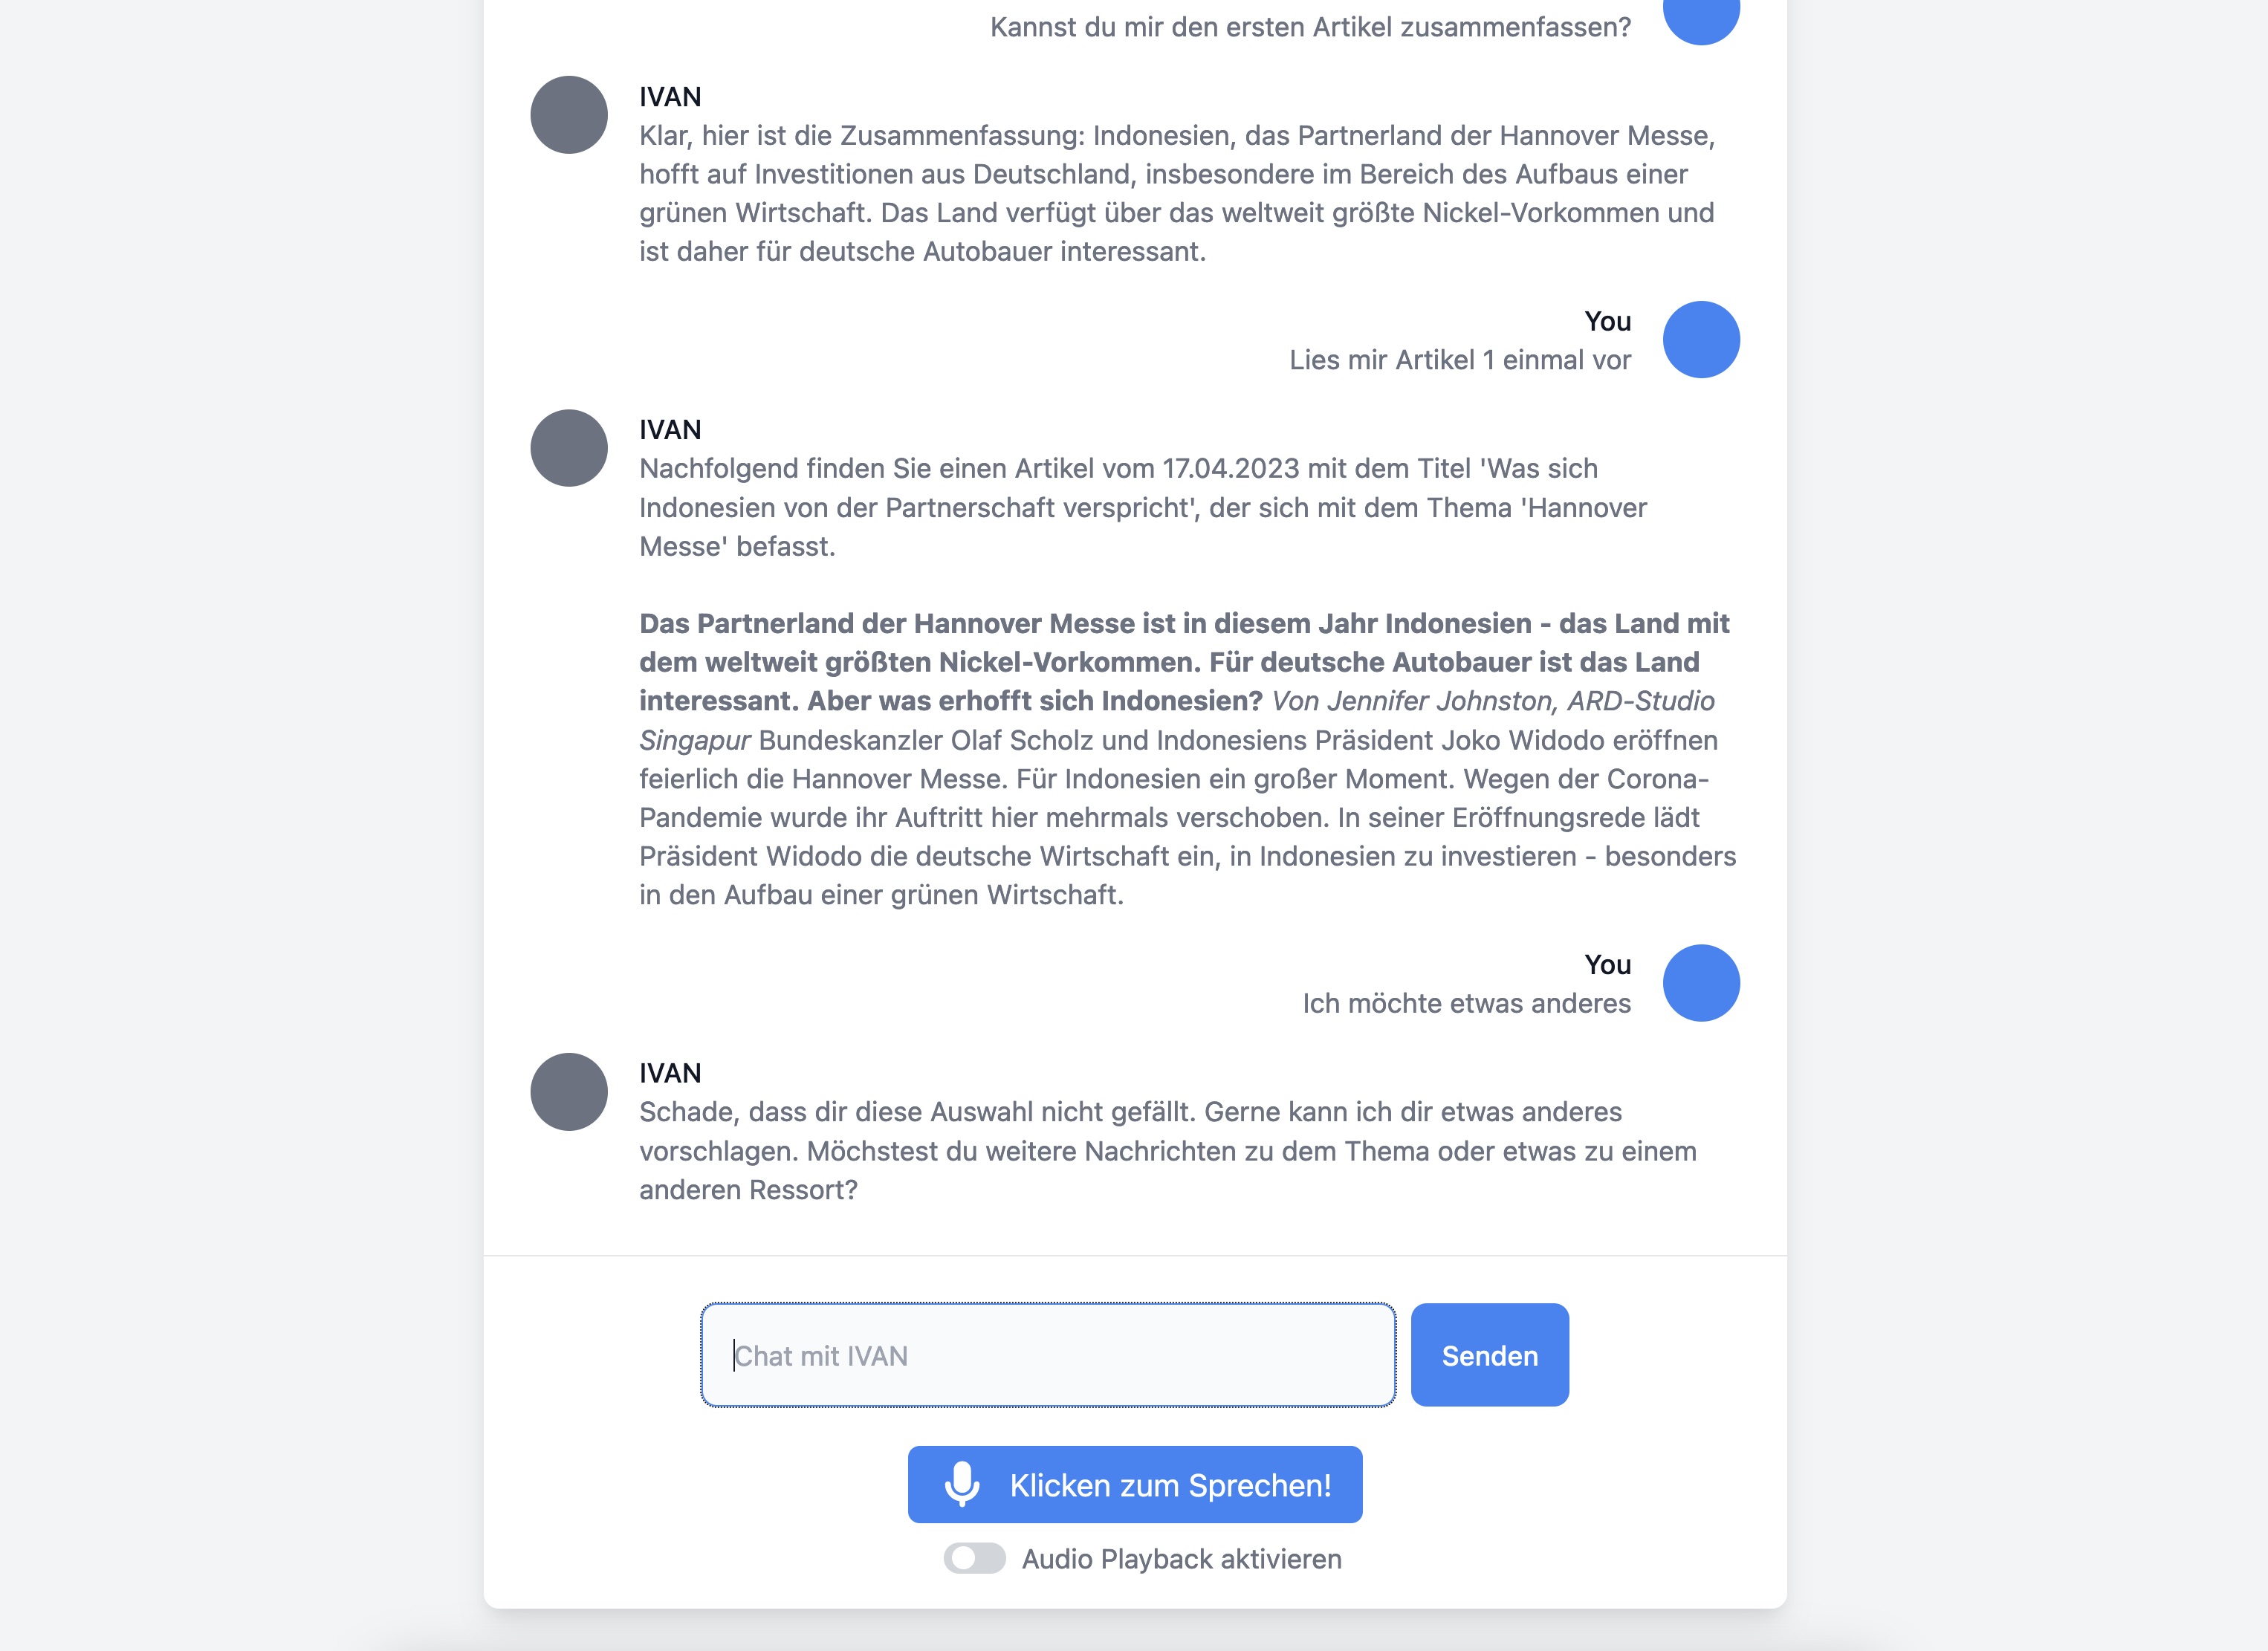 Kannst du mir den ersten Artikel zusammenfassen?
IVAN
Klar, hier ist die Zusammenfassung: Indonesien, das Partnerland der Hannover Messe,
hofft auf Investitionen aus Deutschland, insbesondere im Bereich des Aufbaus einer
grünen Wirtschaft. Das Land verfügt über das weltweit größte Nickel-Vorkommen und
ist daher für deutsche Autobauer interessant.
You
Lies mir Artikel 1 einmal vor
IVAN
Nachfolgend finden Sie einen Artikel vom 17.04.2023 mit dem Titel 'Was sich
Indonesien von der Partnerschaft verspricht', der sich mit dem Thema 'Hannover
Messe' befasst.
Das Partnerland der Hannover Messe ist in diesem Jahr Indonesien - das Land mit
dem weltweit größten Nickel-Vorkommen. Für deutsche Autobauer ist das Land
interessant. Aber was erhofft sich Indonesien? Von Jennifer Johnston, ARD-Studio
Singapur Bundeskanzler Olaf Scholz und Indonesiens Präsident Joko Widodo eröffnen
feierlich die Hannover Messe. Für Indonesien ein großer Moment. Wegen der Corona-
Pandemie wurde ihr Auftritt hier mehrmals verschoben. In seiner Eröffnungsrede lädt
Präsident Widodo die deutsche Wirtschaft ein, in Indonesien zu investieren - besonders
in den Aufbau einer grünen Wirtschaft.
You
Ich möchte etwas anderes
IVAN
Schade, dass dir diese Auswahl nicht gefällt. Gerne kann ich dir etwas anderes
vorschlagen. Möchstest du weitere Nachrichten zu dem Thema oder etwas zu einem
anderen Ressort?
Chat mit IVAN
Senden
Klicken zum Sprechen!
Audio Playback aktivieren